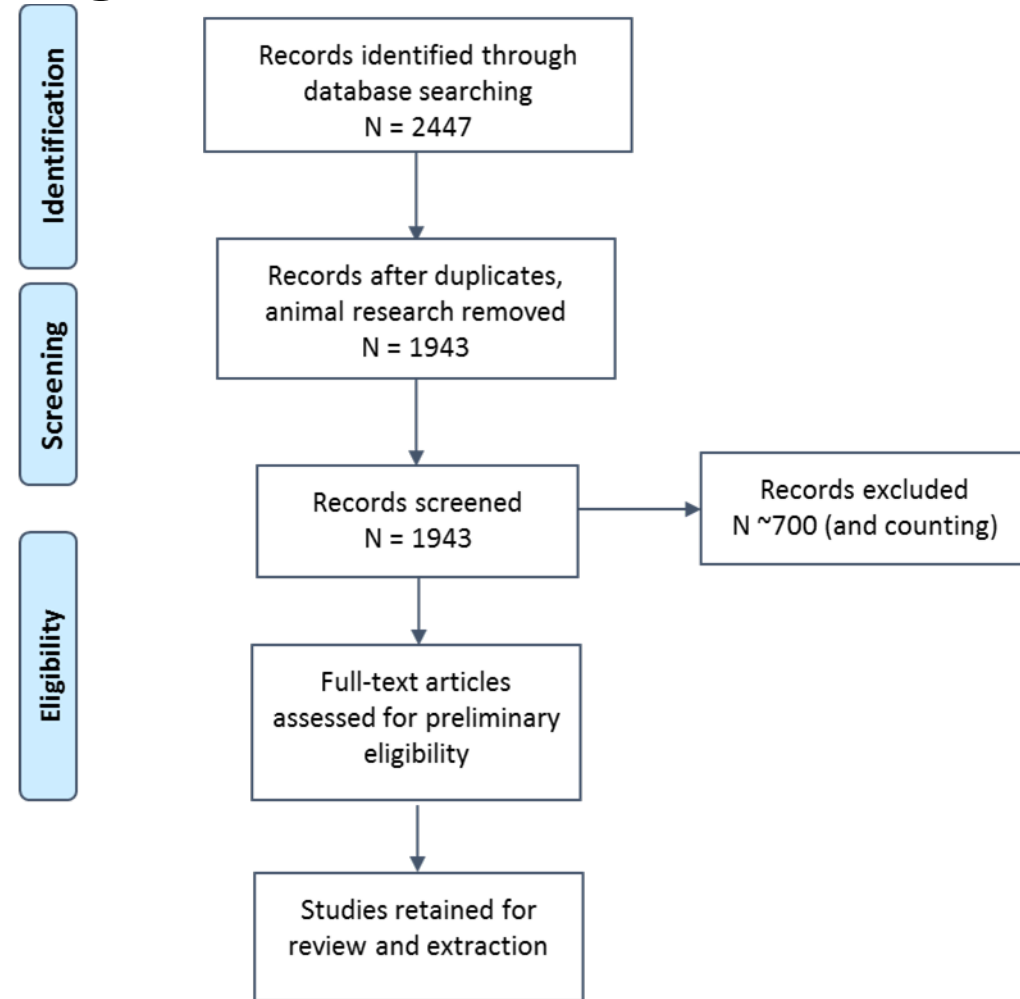 Identification
Records identified through
database searching
N = 2447
Records after duplicates,
animal research removed
N = 1943
Screening
Records screened
N = 1943
Records excluded
N ~700 (and counting)
Eligibility
Full-text articles
assessed for preliminary
eligibility
Studies retained for
review and extraction